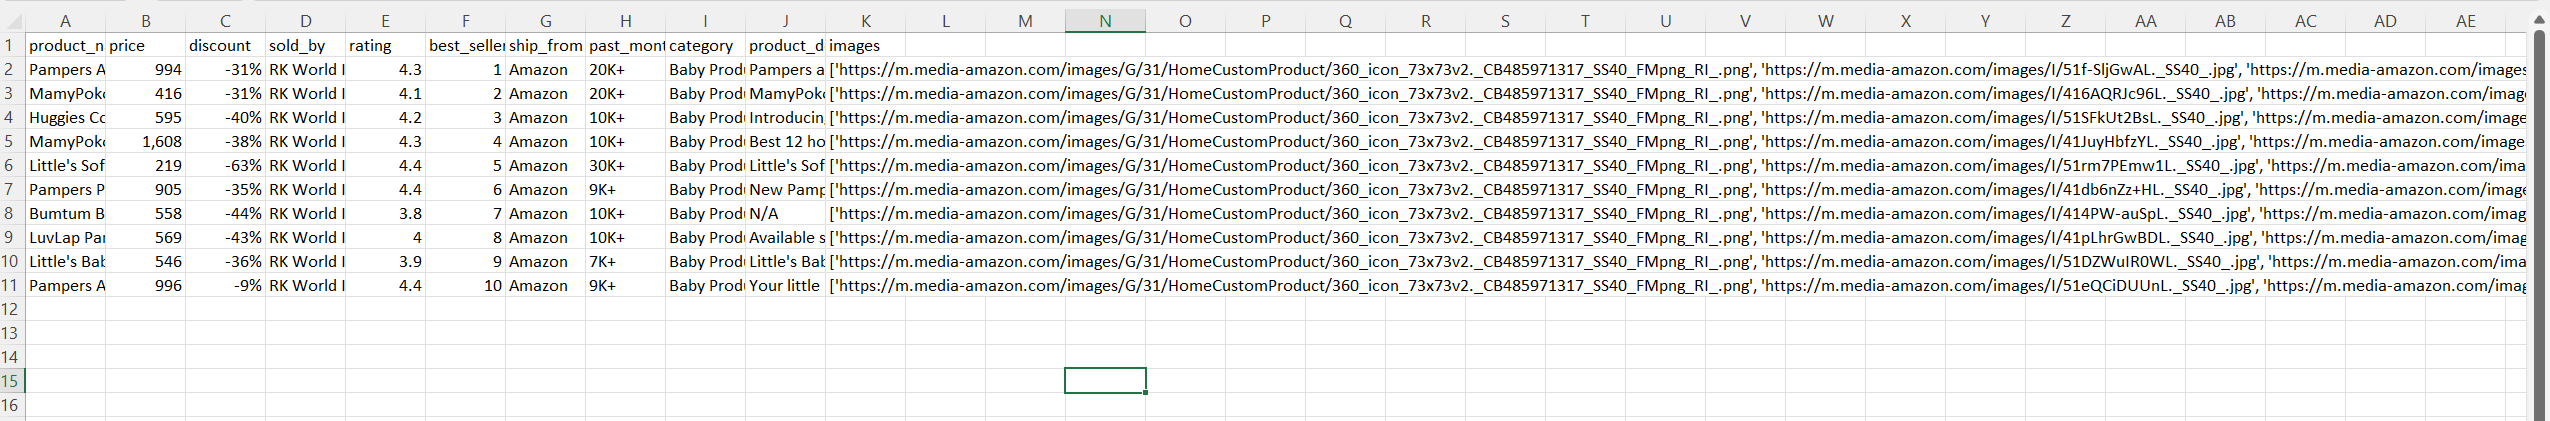 A B C D E F G H I J K L M N O P Q R S T U V W X Y Z AA AB AC AD AE
1 product_n price discount sold_by rating best_seller ship_from past_mont category product_d images
2 Pampers A 994 -31% RK World I 4.3 1 Amazon 20K+ Baby Prod Pampers a ['https://m.media-amazon.com/images/G/31/HomeCustomProduct/360_icon_73x73v2._CB485971317_SS40_FMpng_RI_.png', 'https://m.media-amazon.com/images/I/51f-SljGwAL._SS40_.jpg', 'https://m.media-amazon.com/images
3 MamyPoko 416 -31% RK World I 4.1 2 Amazon 20K+ Baby Prod MamyPoko ['https://m.media-amazon.com/images/G/31/HomeCustomProduct/360_icon_73x73v2._CB485971317_SS40_FMpng_RI_.png', 'https://m.media-amazon.com/images/I/416AQRJc96L._SS40_.jpg', 'https://m.media-amazon.com/imag
4 Huggies Co 595 -40% RK World I 4.2 3 Amazon 10K+ Baby Prod Introducin ['https://m.media-amazon.com/images/G/31/HomeCustomProduct/360_icon_73x73v2._CB485971317_SS40_FMpng_RI_.png', 'https://m.media-amazon.com/images/I/51SFkUt2BsL._SS40_.jpg', 'https://m.media-amazon.com/image
5 MamyPoko 1,608 -38% RK World I 4.3 4 Amazon 10K+ Baby Prod Best 12 ho ['https://m.media-amazon.com/images/G/31/HomeCustomProduct/360_icon_73x73v2._CB485971317_SS40_FMpng_RI_.png', 'https://m.media-amazon.com/images/I/41JuyHbfzYL._SS40_.jpg', 'https://m.media-amazon.com/image
6 Little's Sof 219 -63% RK World I 4.4 5 Amazon 30K+ Baby Prod Little's Sof ['https://m.media-amazon.com/images/G/31/HomeCustomProduct/360_icon_73x73v2._CB485971317_SS40_FMpng_RI_.png', 'https://m.media-amazon.com/images/I/51rm7PEmw1L._SS40_.jpg', 'https://m.media-amazon.com/ima
7 Pampers P 905 -35% RK World I 4.4 6 Amazon 9K+ Baby Prod New Pamp ['https://m.media-amazon.com/images/G/31/HomeCustomProduct/360_icon_73x73v2._CB485971317_SS40_FMpng_RI_.png', 'https://m.media-amazon.com/images/I/41db6nZz+HL._SS40_.jpg', 'https://m.media-amazon.com/image
8 Bumtum B 558 -44% RK World I 3.8 7 Amazon 10K+ Baby Prod N/A ['https://m.media-amazon.com/images/G/31/HomeCustomProduct/360_icon_73x73v2._CB485971317_SS40_FMpng_RI_.png', 'https://m.media-amazon.com/images/I/414PW-auSpL._SS40_.jpg', 'https://m.media-amazon.com/imag
9 LuvLap Pa 569 -43% RK World I 4 8 Amazon 10K+ Baby Prod Available s ['https://m.media-amazon.com/images/G/31/HomeCustomProduct/360_icon_73x73v2._CB485971317_SS40_FMpng_RI_.png', 'https://m.media-amazon.com/images/I/41pLhrGwBDL._SS40_.jpg', 'https://m.media-amazon.com/imag
10 Little's Bab 546 -36% RK World I 3.9 9 Amazon 7K+ Baby Prod Little's Bab ['https://m.media-amazon.com/images/G/31/HomeCustomProduct/360_icon_73x73v2._CB485971317_SS40_FMpng_RI_.png', 'https://m.media-amazon.com/images/I/51DZWuIR0WL._SS40_.jpg', 'https://m.media-amazon.com/ima
11 Pampers A 996 -9% RK World I 4.4 10 Amazon 9K+ Baby Prod Your little ['https://m.media-amazon.com/images/G/31/HomeCustomProduct/360_icon_73x73v2._CB485971317_SS40_FMpng_RI_.png', 'https://m.media-amazon.com/images/I/51eQCiDUUnL._SS40_.jpg', 'https://m.media-amazon.com/image
12
13
14
15
16